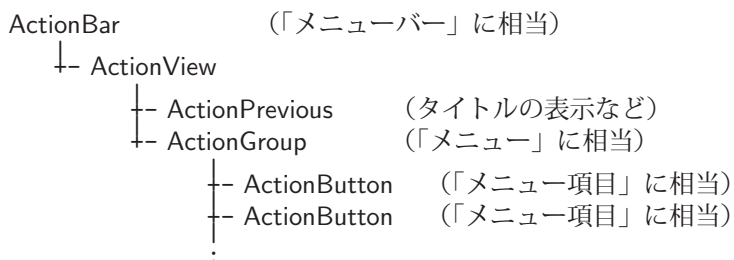 ActionBar （「メニューバー」に相当）
ActionView
ActionPrevious （タイトルの表示など）
ActionGroup （「メニュー」に相当）
ActionButton （「メニュー項目」に相当）
ActionButton （「メニュー項目」に相当）